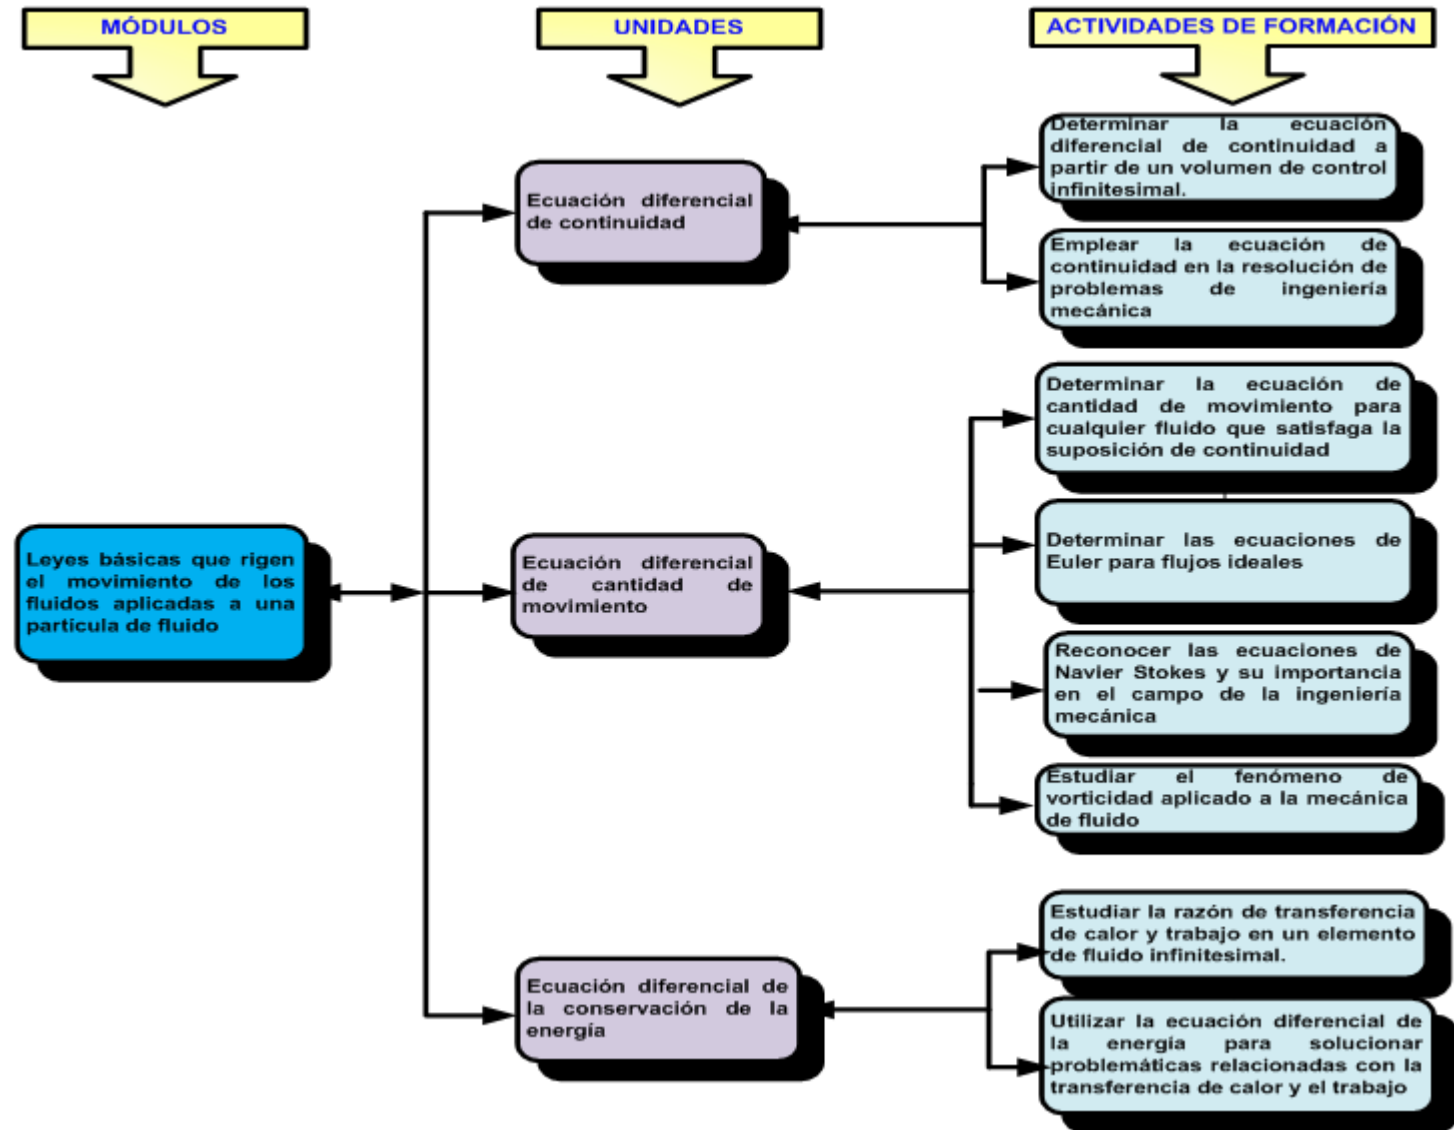 MÓDULOS
UNIDADES
ACTIVIDADES DE FORMACIÓN
Leyes básicas que rigen
el movimiento de los
fluidos aplicadas a una
partícula de fluido
Ecuación diferencial
de continuidad
Determinar la ecuación
diferencial de continuidad a
partir de un volumen de control
infinitesimal.
Emplear la ecuación de
continuidad en la resolución de
problemas de ingeniería
mecánica
Ecuación diferencial
de cantidad de
movimiento
Determinar la ecuación de
cantidad de movimiento para
cualquier fluido que satisfaga la
suposición de continuidad
Determinar las ecuaciones de
Euler para flujos ideales
Reconocer las ecuaciones de
Navier Stokes y su importancia
en el campo de la ingeniería
mecánica
Estudiar el fenómeno de
vorticidad aplicado a la mecánica
de fluido
Ecuación diferencial de
la conservación de la
energía
Estudiar la razón de transferencia
de calor y trabajo en un elemento
de fluido infinitesimal.
Utilizar la ecuación diferencial de
la energía para solucionar
problemáticas relacionadas con la
transferencia de calor y el trabajo